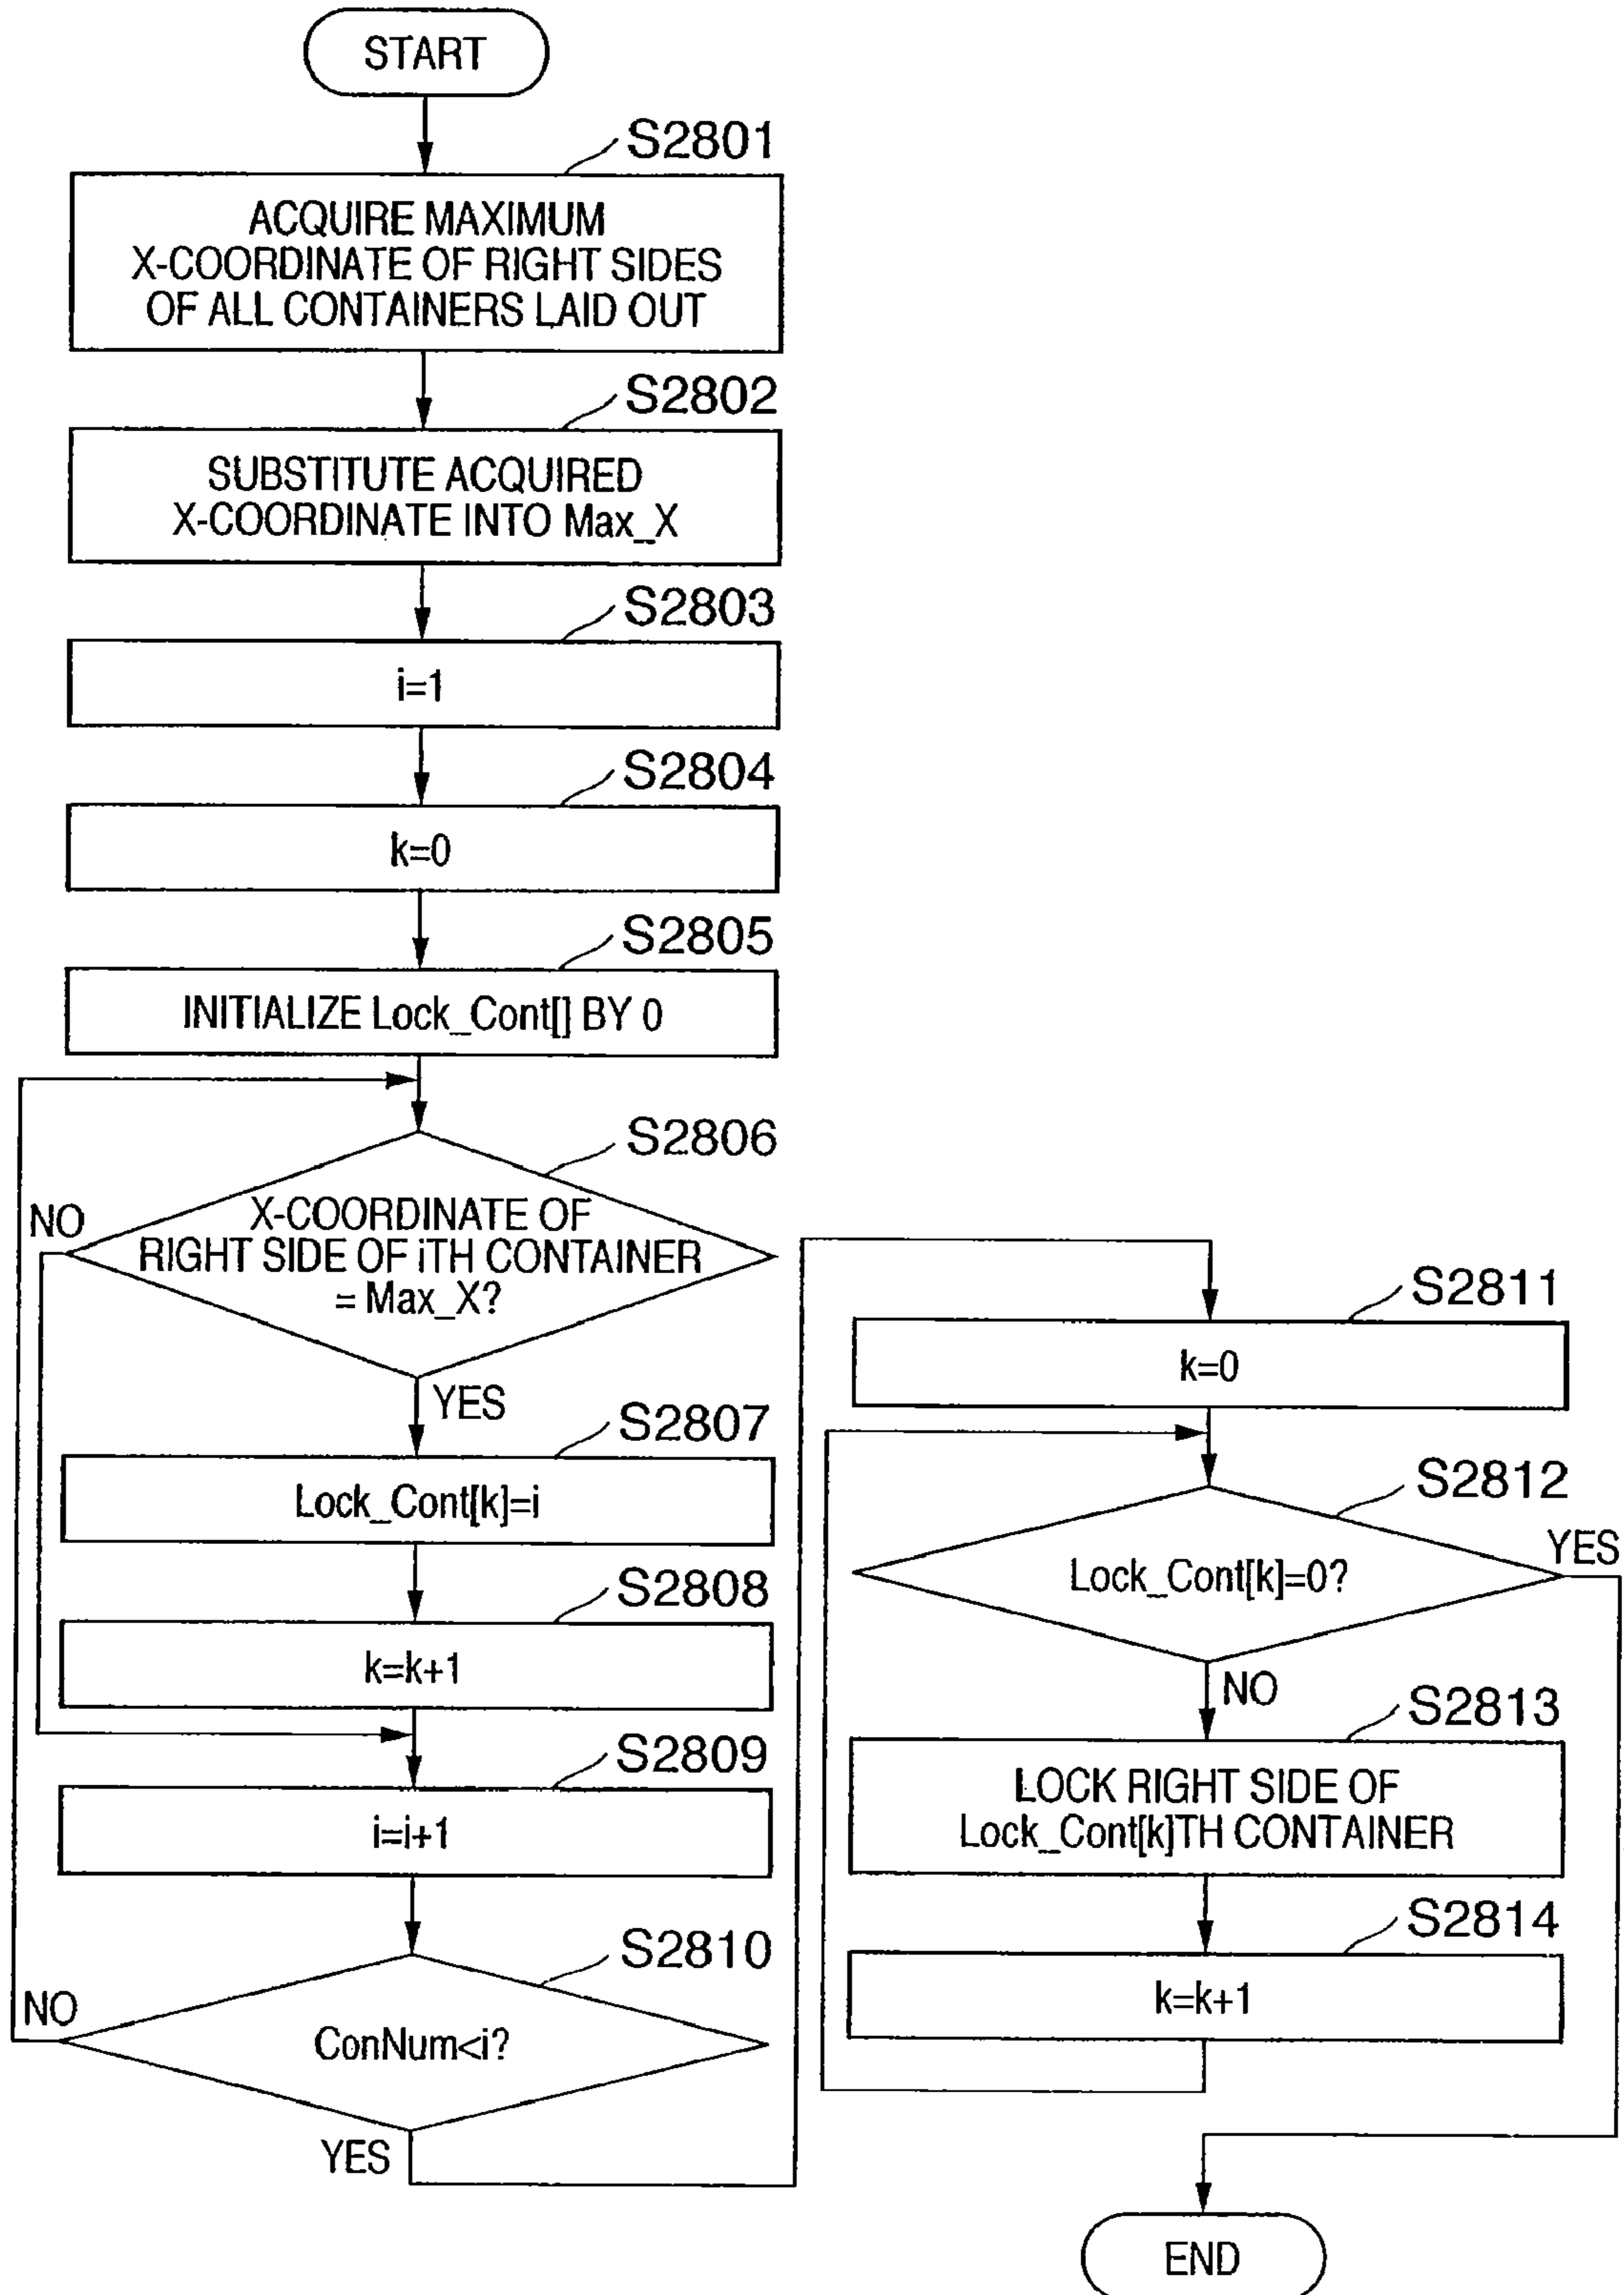 START
S2801
ACQUIRE MAXIMUM
X-COORDINATE OF RIGHT SIDES
OF ALL CONTAINERS LAID OUT
S2802
SUBSTITUTE ACQUIRED
X-COORDINATE INTO Max_X
S2803
i=1
S2804
k=0
S2805
INITIALIZE Lock_Cont[] BY 0
S2806
NO
X-COORDINATE OF
RIGHT SIDE OF iTH CONTAINER
= Max_X?
YES
S2807
Lock_Cont[k]=i
S2808
k=k+1
S2809
i=i+1
S2810
NO
ConNum<i?
YES
S2811
k=0
S2812
YES
Lock_Cont[k]=0?
NO
S2813
LOCK RIGHT SIDE OF
Lock_Cont[k]TH CONTAINER
S2814
k=k+1
END